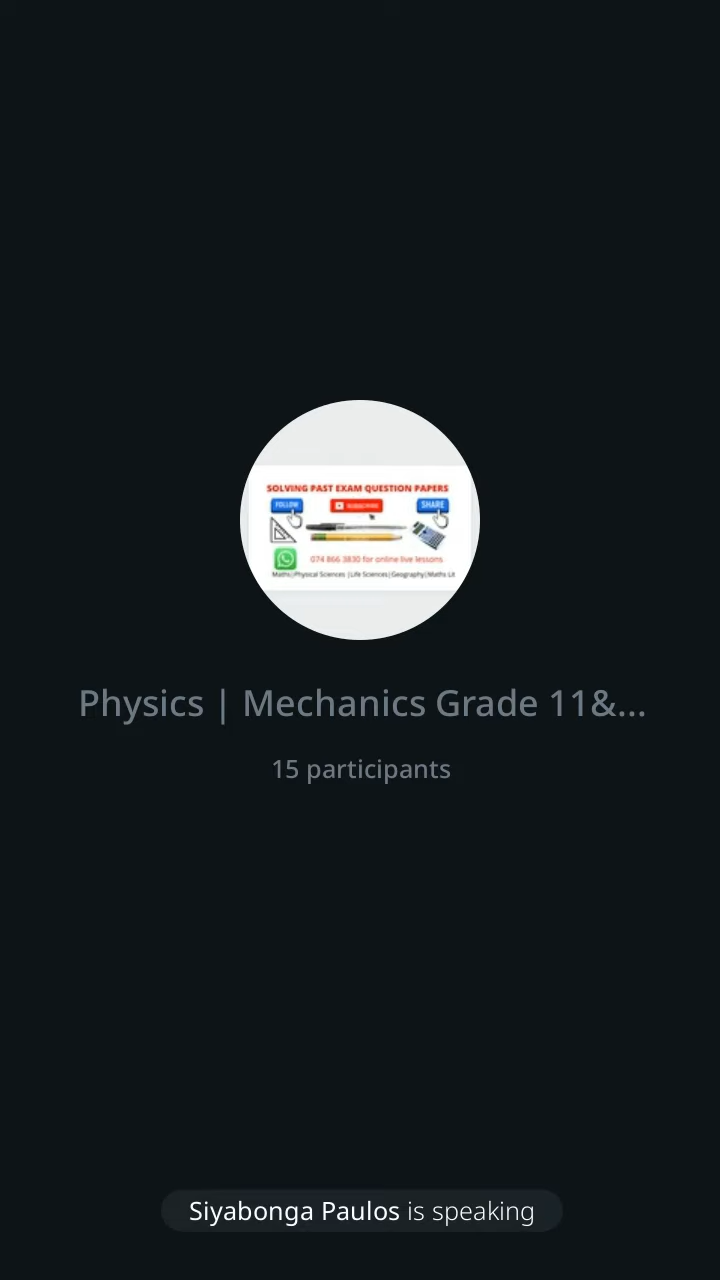 SOLVING PAST EXAM QUESTION PAPERS
FOLLOW
SUBSCRIBE
SHARE
074 866 3830 for online live lessons
Maths|Physical Sciences |Life Sciences|Geography|Maths Lit
Physics | Mechanics Grade 11&...
15 participants
Siyabonga Paulos is speaking